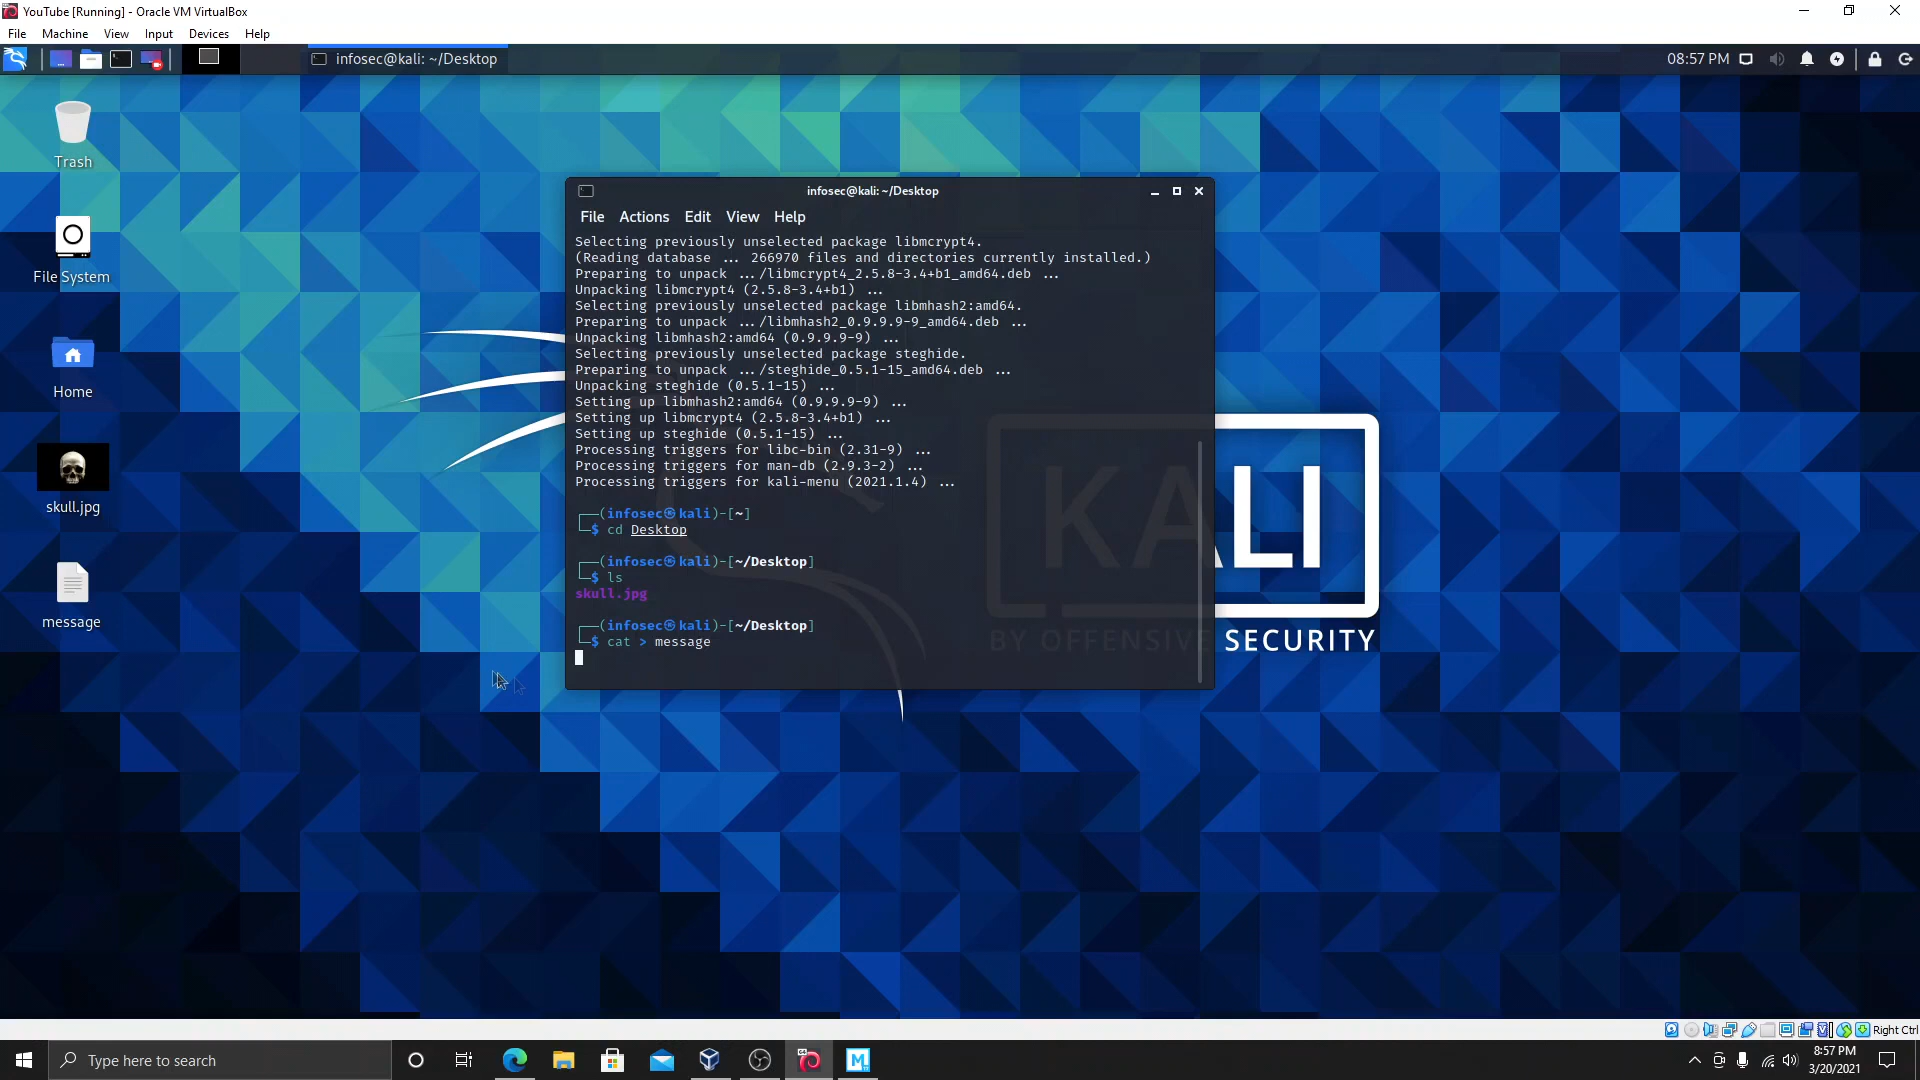 YouTube [Running] - Oracle VM VirtualBox
File Machine View Input Devices Help
infosec@kali: ~/Desktop
08:57 PM
Trash
File System
Home
skull.jpg
message
infosec@kali: ~/Desktop
File Actions Edit View Help
Selecting previously unselected package libmcrypt4.
(Reading database ... 266970 files and directories currently installed.)
Preparing to unpack .../libmcrypt4_2.5.8-3.4+b1_amd64.deb ...
Unpacking libmcrypt4 (2.5.8-3.4+b1) ...
Selecting previously unselected package libmhash2:amd64.
Preparing to unpack .../libmhash2_0.9.9.9-9_amd64.deb ...
Unpacking libmhash2:amd64 (0.9.9.9-9) ...
Selecting previously unselected package steghide.
Preparing to unpack .../steghide_0.5.1-15_amd64.deb ...
Unpacking steghide (0.5.1-15) ...
Setting up libmhash2:amd64 (0.9.9.9-9) ...
Setting up libmcrypt4 (2.5.8-3.4+b1) ...
Setting up steghide (0.5.1-15) ...
Processing triggers for libc-bin (2.31-9) ...
Processing triggers for man-db (2.9.3-2) ...
Processing triggers for kali-menu (2021.1.4) ...
┌──(infosec㉿kali)-[~]
└─$ cd Desktop
┌──(infosec㉿kali)-[~/Desktop]
└─$ ls
skull.jpg
┌──(infosec㉿kali)-[~/Desktop]
└─$ cat > message
KALI
BY OFFENSIVE SECURITY
Right Ctrl
Type here to search
8:57 PM
3/20/2021